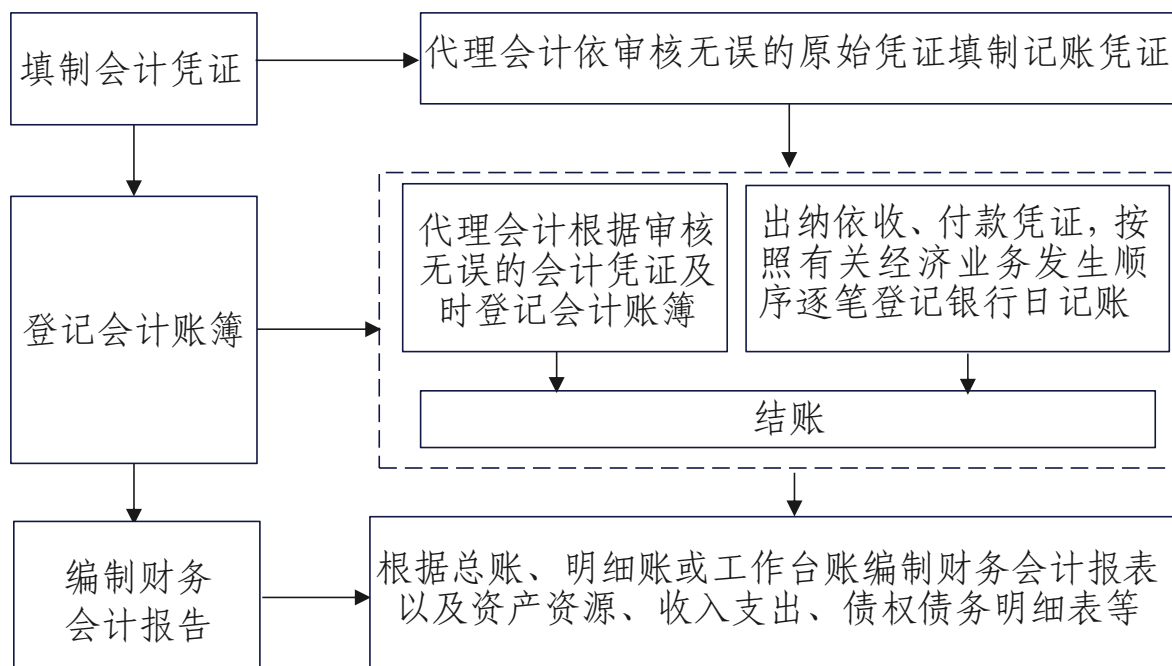 填制会计凭证
代理会计依审核无误的原始凭证填制记账凭证
登记会计账簿
代理会计根据审核
无误的会计凭证及
时登记会计账簿
出纳依收、付款凭证,按
照有关经济业务发生顺
序逐笔登记银行日记账
结账
编制财务
会计报告
根据总账、明细账或工作台账编制财务会计报表
以及资产资源、收入支出、债权债务明细表等